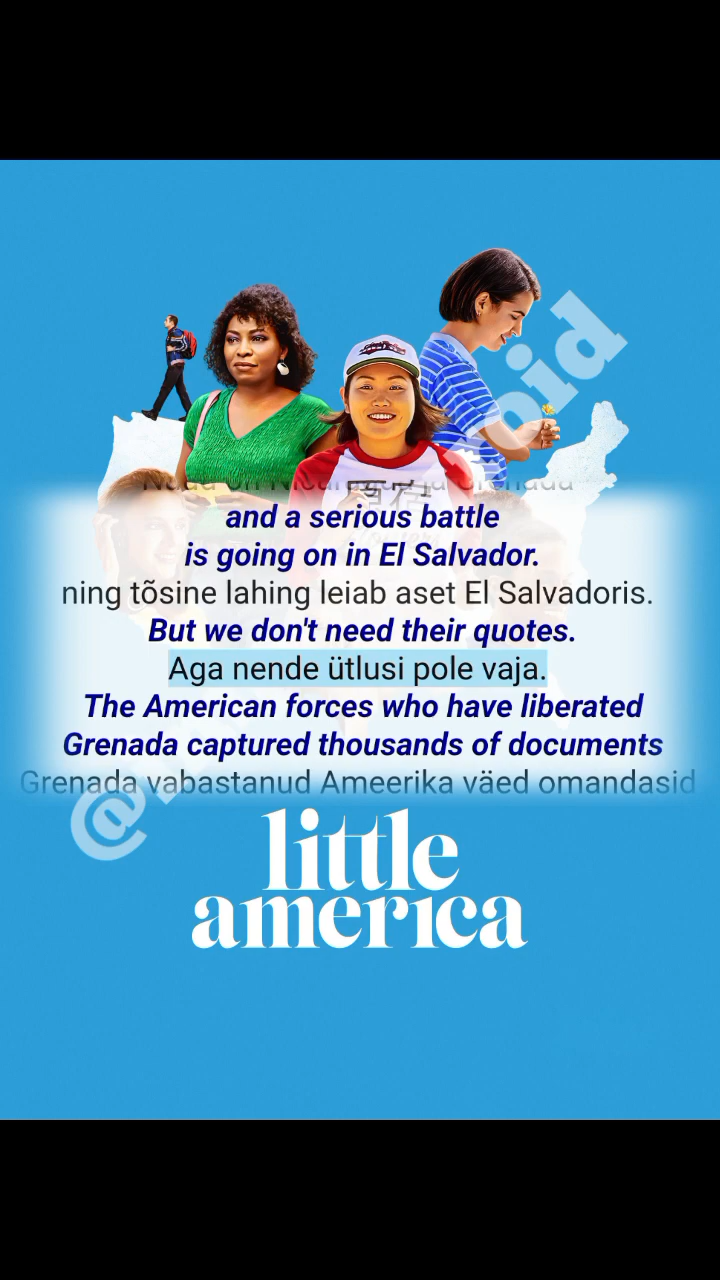 ja Grenada
and a serious battle
is going on in El Salvador.
ning tõsine lahing leiab aset El Salvadoris.
But we don't need their quotes.
Aga nende ütlusi pole vaja.
The American forces who have liberated
Grenada captured thousands of documents
Grenada vabastanud Ameerika väed omandasid
little
america